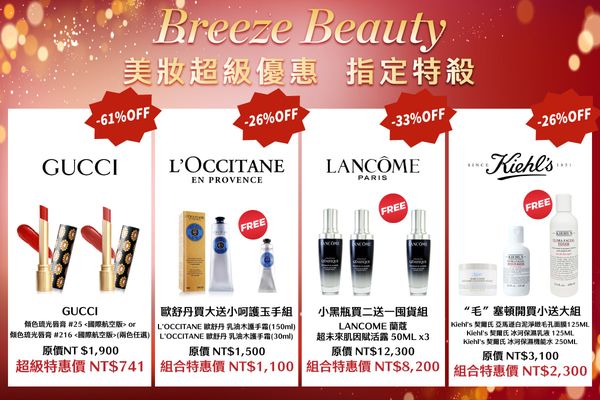 Breeze Beauty
美妝超級優惠 指定特殺
-61%OFF
GUCCI
GUCCI
傾色琉光唇膏 #25 <國際航空版> or
傾色琉光唇膏 #216 <國際航空版>(兩色任選)
原價NT $1,900
超級特惠價 NT$741
-26%OFF
L'OCCITANE
EN PROVENCE
FREE
歐舒丹買大送小呵護玉手組
L'OCCITANE 歐舒丹 乳油木護手霜(150ml)
L'OCCITANE 歐舒丹 乳油木護手霜(30ml)
原價 NT$1,500
組合特惠價 NT$1,100
-33%OFF
LANCÔME
PARIS
FREE
小黑瓶買二送一囤貨組
LANCOME 蘭蔻
超未來肌因賦活露 50ML x3
原價 NT$12,300
組合特惠價 NT$8,200
-26%OFF
SINCE Kiehl's 1851
FREE
“毛”塞頓開買小送大組
Kiehl's 契爾氏 亞馬遜白泥淨緻毛孔面膜125ML
Kiehl's 契爾氏 冰河保濕乳液 125ML
Kiehl's 契爾氏 冰河保濕機能水 250ML
原價 NT$3,100
組合特惠價 NT$2,300